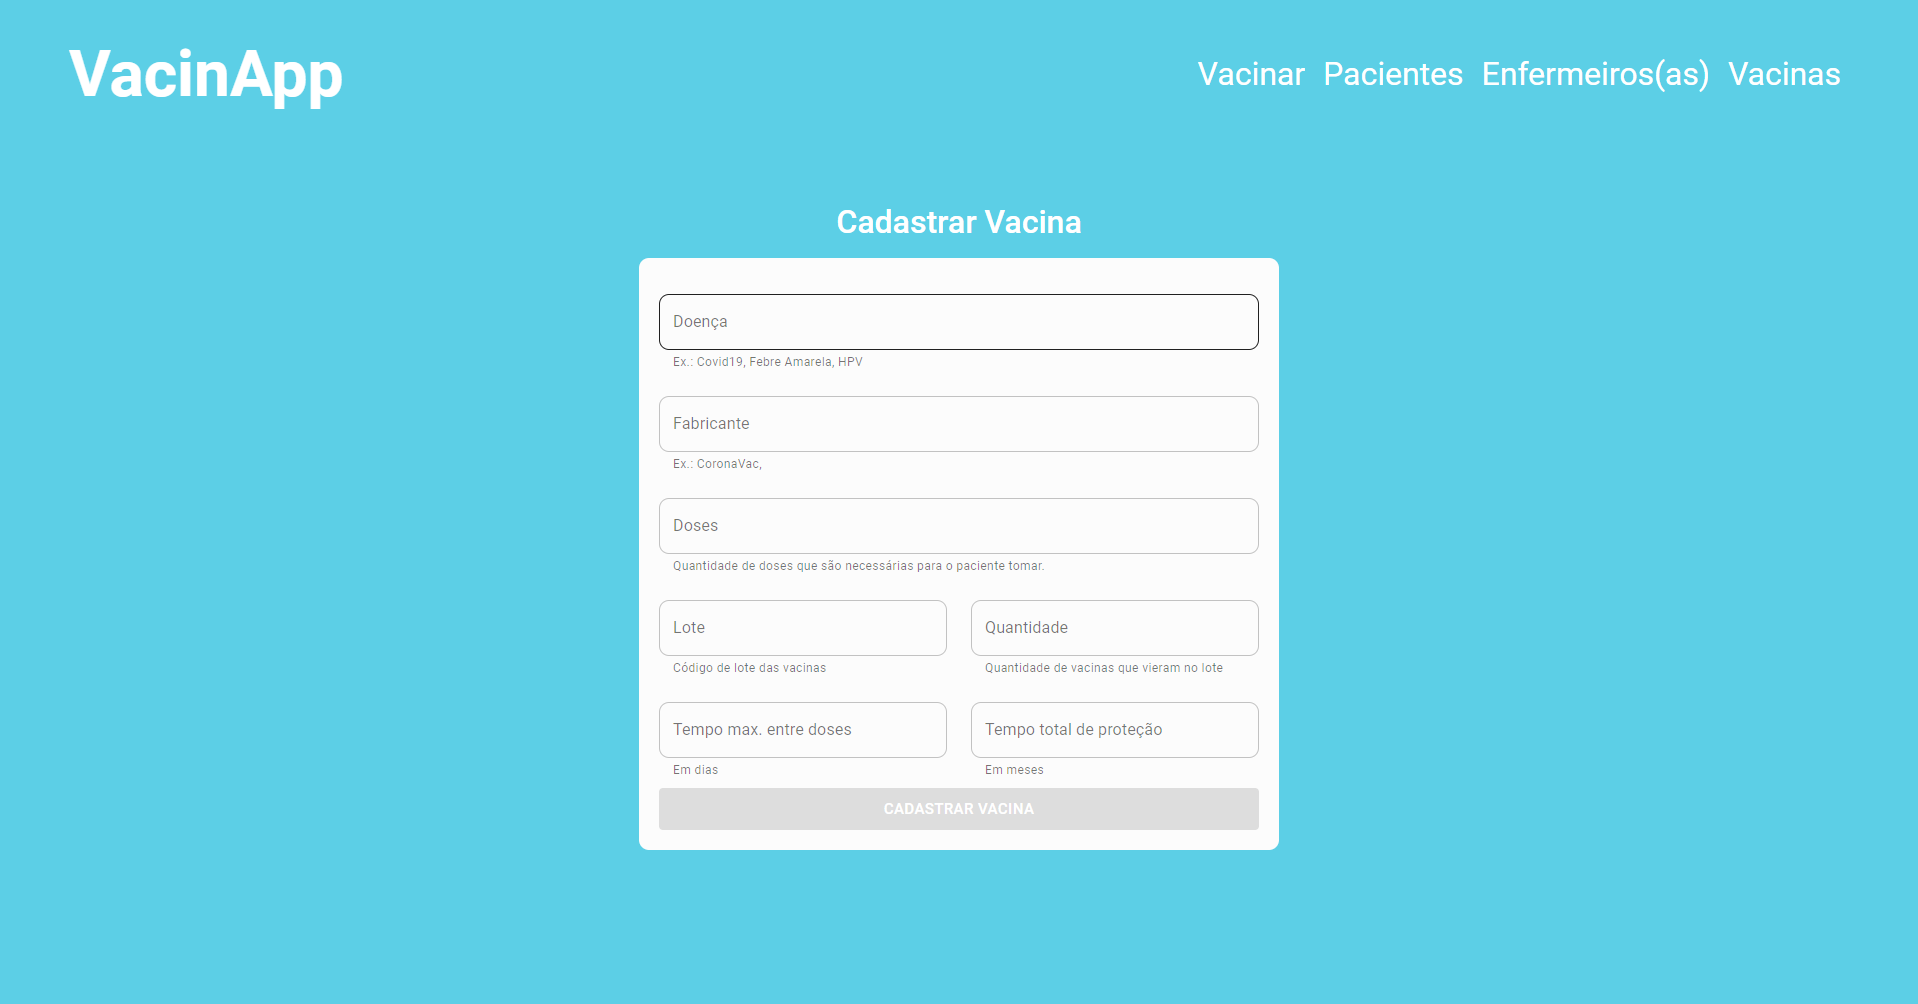 VacinApp
Vacinar Pacientes Enfermeiros(as) Vacinas
Cadastrar Vacina
Doença
Ex.: Covid19, Febre Amarela, HPV
Fabricante
Ex.: CoronaVac,
Doses
Quantidade de doses que são necessárias para o paciente tomar.
Lote
Quantidade
Código de lote das vacinas
Quantidade de vacinas que vieram no lote
Tempo max. entre doses
Tempo total de proteção
Em dias
Em meses
CADASTRAR VACINA